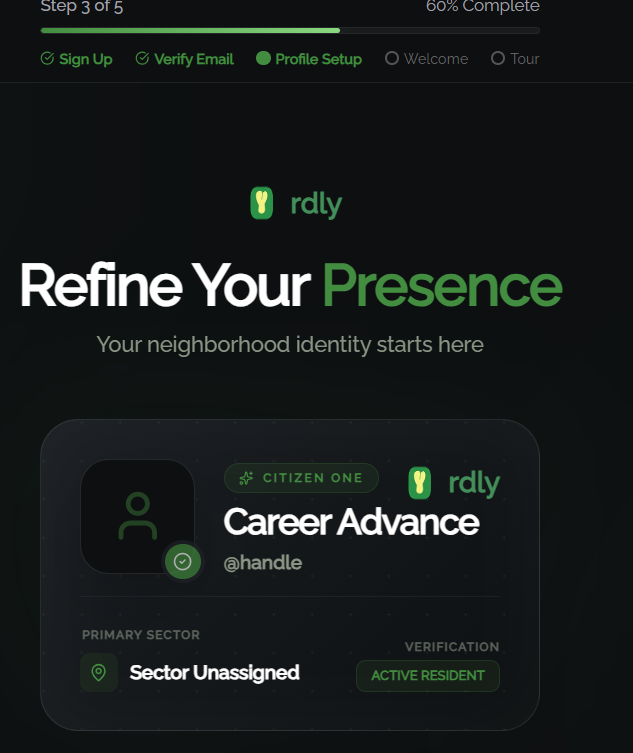 Step 3 of 5 60% Complete
Sign Up Verify Email Profile Setup Welcome Tour
rdly
Refine Your Presence
Your neighborhood identity starts here
CITIZEN ONE rdly
Career Advance
@handle
PRIMARY SECTOR
VERIFICATION
Sector Unassigned
ACTIVE RESIDENT